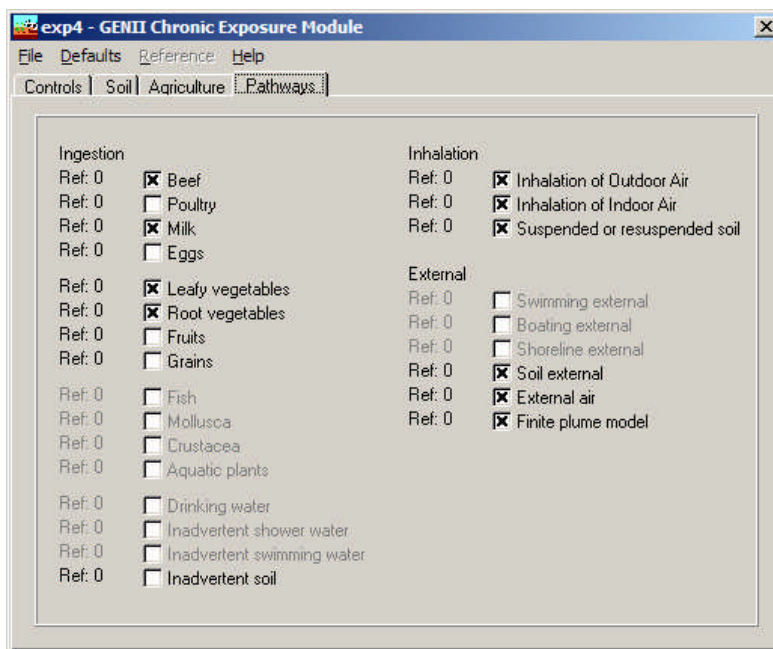 exp4 - GENII Chronic Exposure Module
File Defaults Reference Help
Controls Soil Agriculture Pathways
Ingestion
Ref: 0 Beef
Ref: 0 Poultry
Ref: 0 Milk
Ref: 0 Eggs
Ref: 0 Leafy vegetables
Ref: 0 Root vegetables
Ref: 0 Fruits
Ref: 0 Grains
Ref: 0 Fish
Ref: 0 Mollusca
Ref: 0 Crustacea
Ref: 0 Aquatic plants
Ref: 0 Drinking water
Ref: 0 Inadvertent shower water
Ref: 0 Inadvertent swimming water
Ref: 0 Inadvertent soil
Inhalation
Ref: 0 Inhalation of Outdoor Air
Ref: 0 Inhalation of Indoor Air
Ref: 0 Suspended or resuspended soil
External
Ref: 0 Swimming external
Ref: 0 Boating external
Ref: 0 Shoreline external
Ref: 0 Soil external
Ref: 0 External air
Ref: 0 Finite plume model